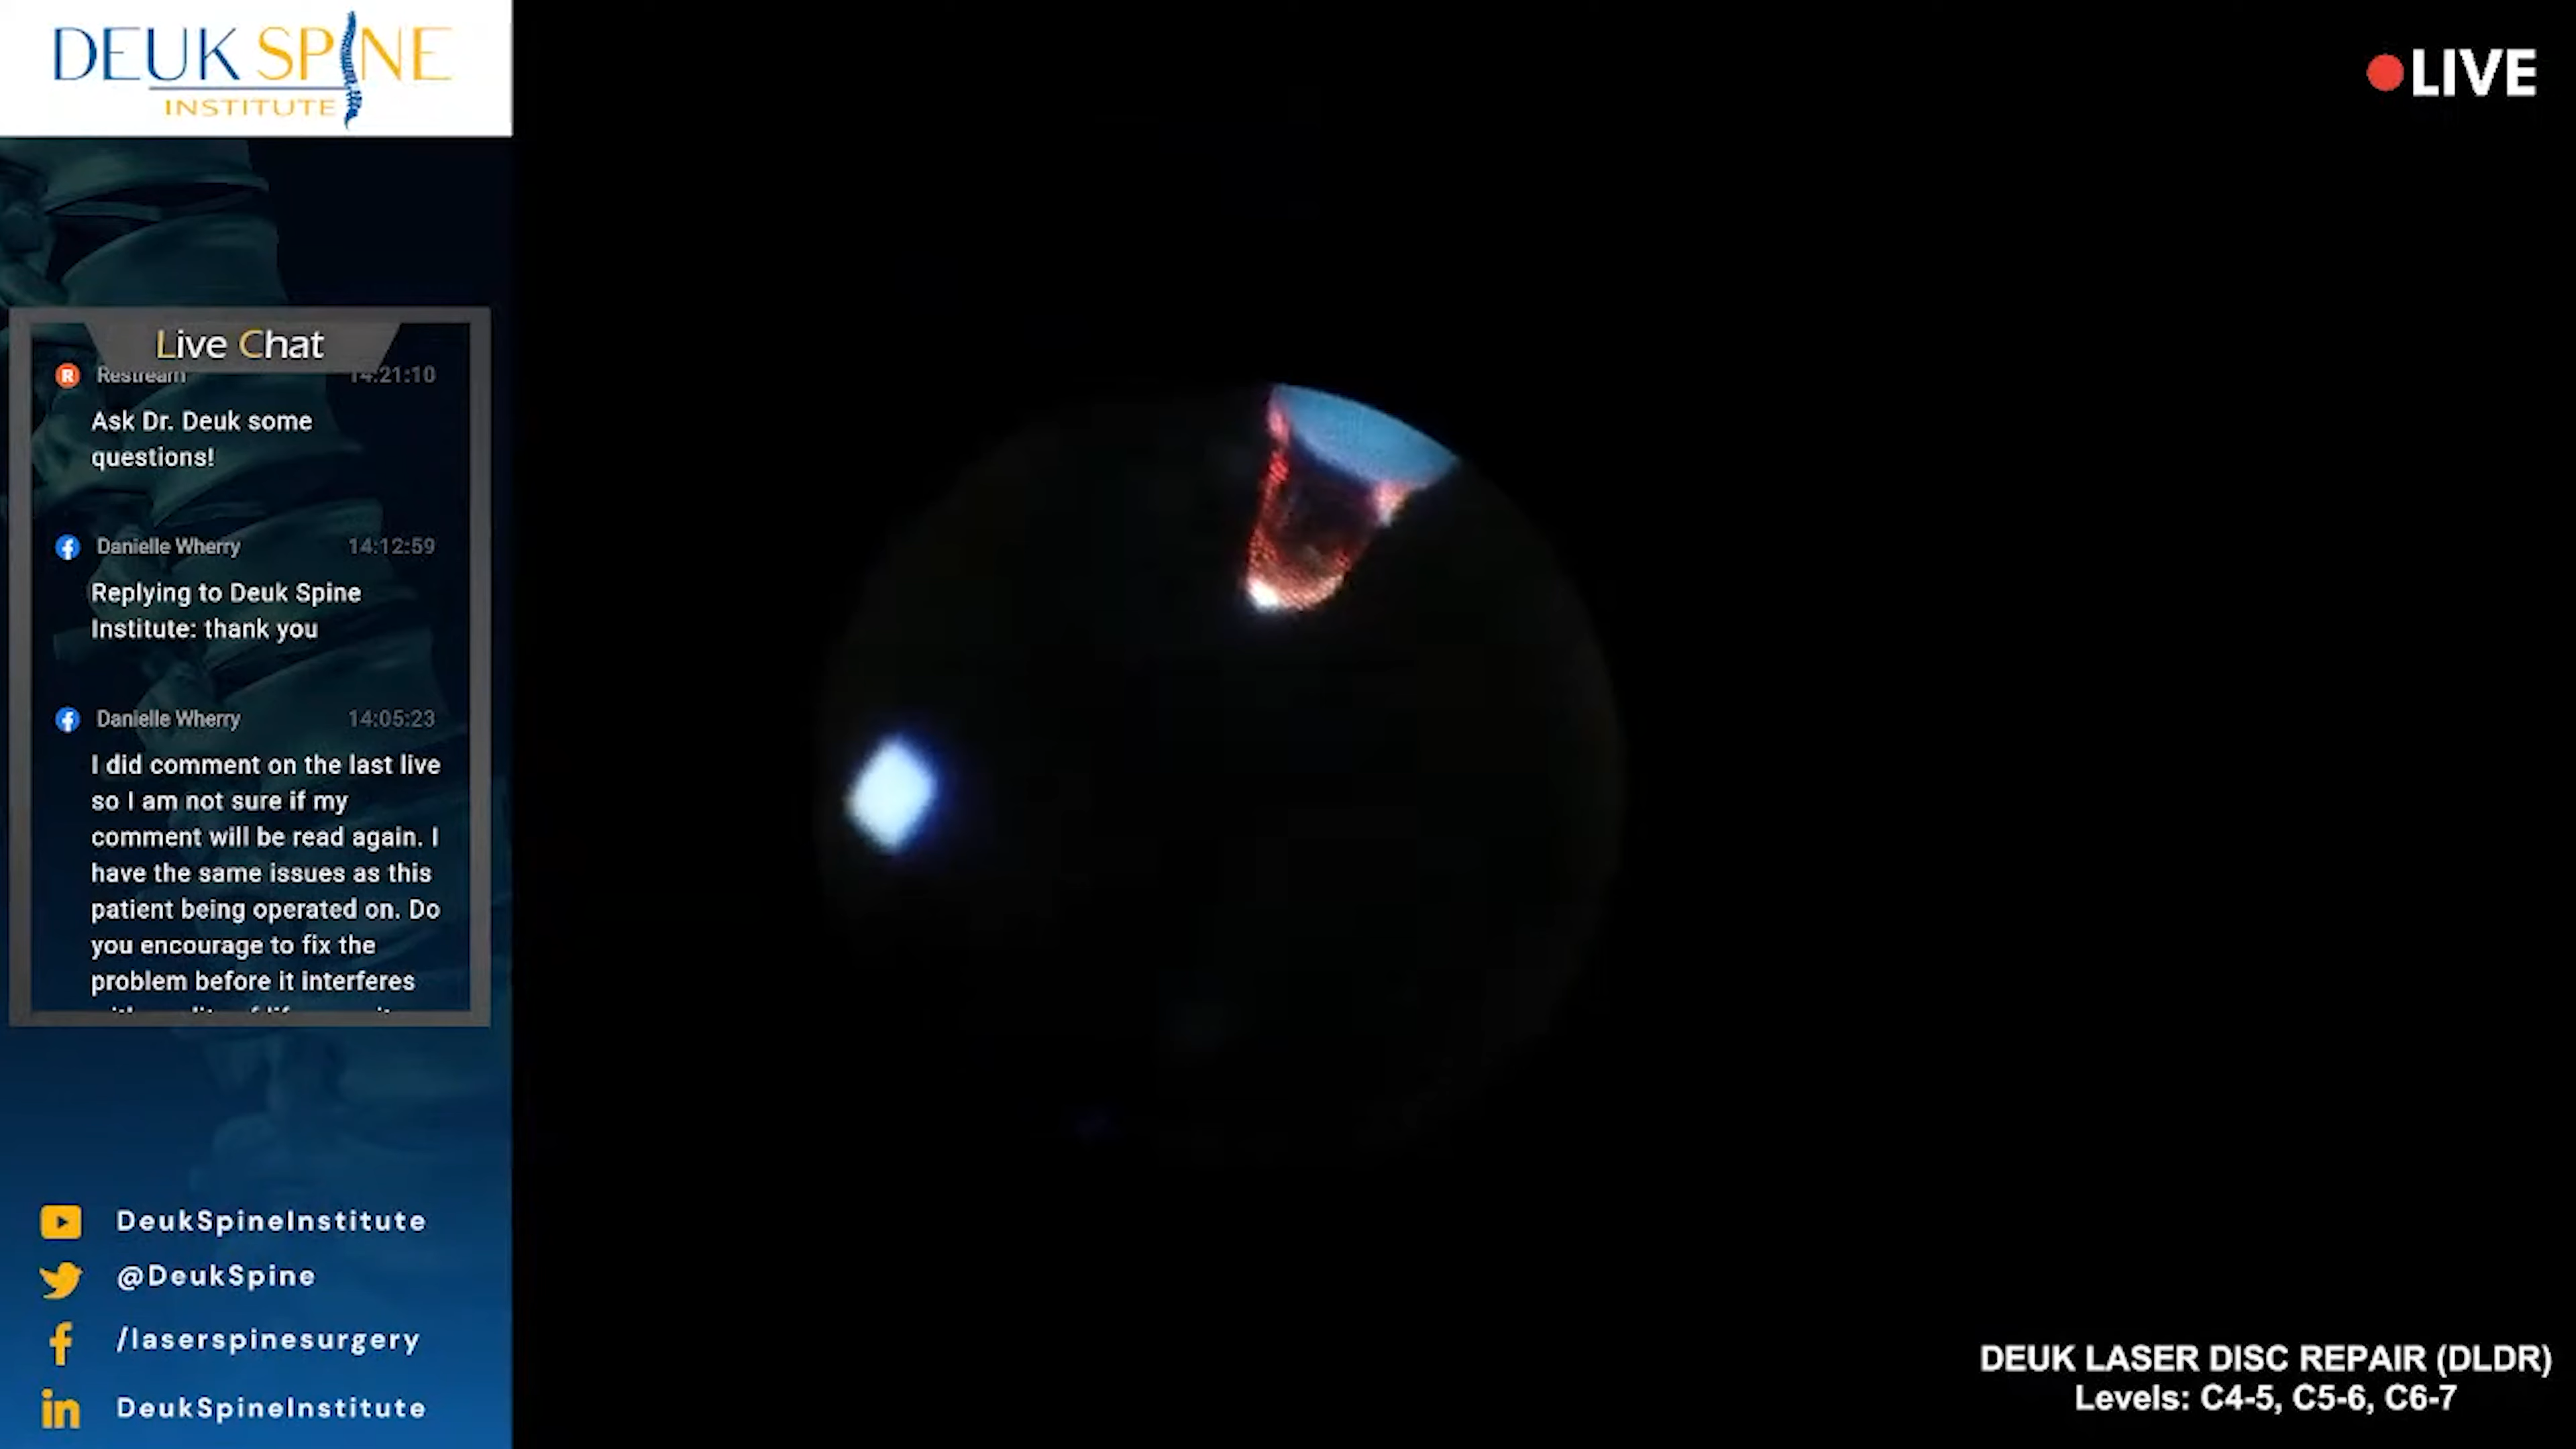 DEUK SPINE
INSTITUTE
LIVE
Live Chat
Restream 14:21:10
Ask Dr. Deuk some
questions!
Danielle Wherry 14:12:59
Replying to Deuk Spine
Institute: thank you
Danielle Wherry 14:05:23
I did comment on the last live
so I am not sure if my
comment will be read again. I
have the same issues as this
patient being operated on. Do
you encourage to fix the
problem before it interferes
DeukSpineInstitute
@DeukSpine
/laserspinesurgery
DeukSpineInstitute
DEUK LASER DISC REPAIR (DLDR)
Levels: C4-5, C5-6, C6-7